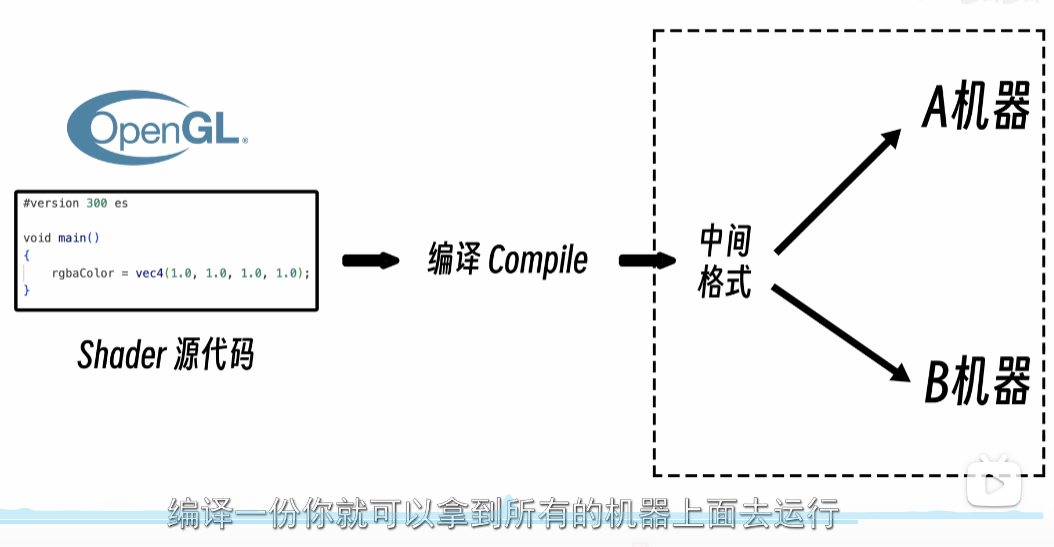 OpenGL®
#version 300 es
void main()
{
rgbaColor = vec4(1.0, 1.0, 1.0, 1.0);
}
Shader 源代码
编译 Compile
中间
格式
A机器
B机器
编译一份你就可以拿到所有的机器上面去运行